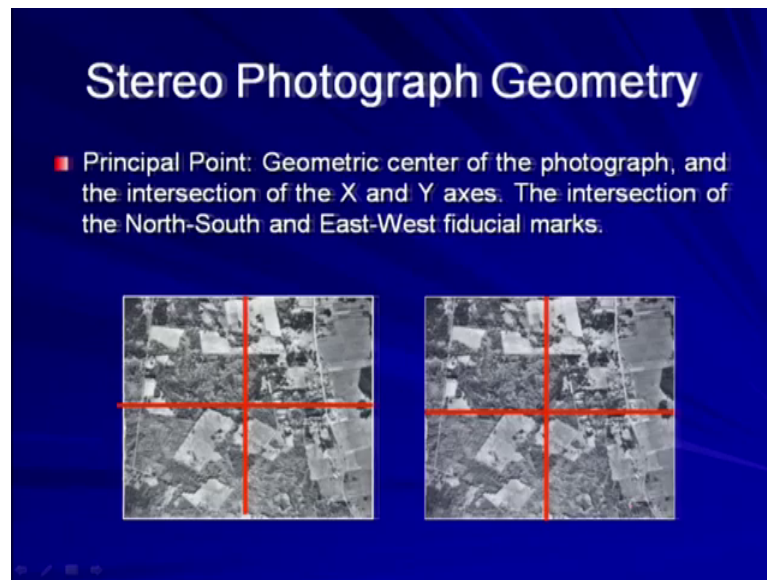 Stereo Photograph Geometry
Principal Point: Geometric center of the photograph, and
the intersection of the X and Y axes. The intersection of
the North-South and East-West fiducial marks.